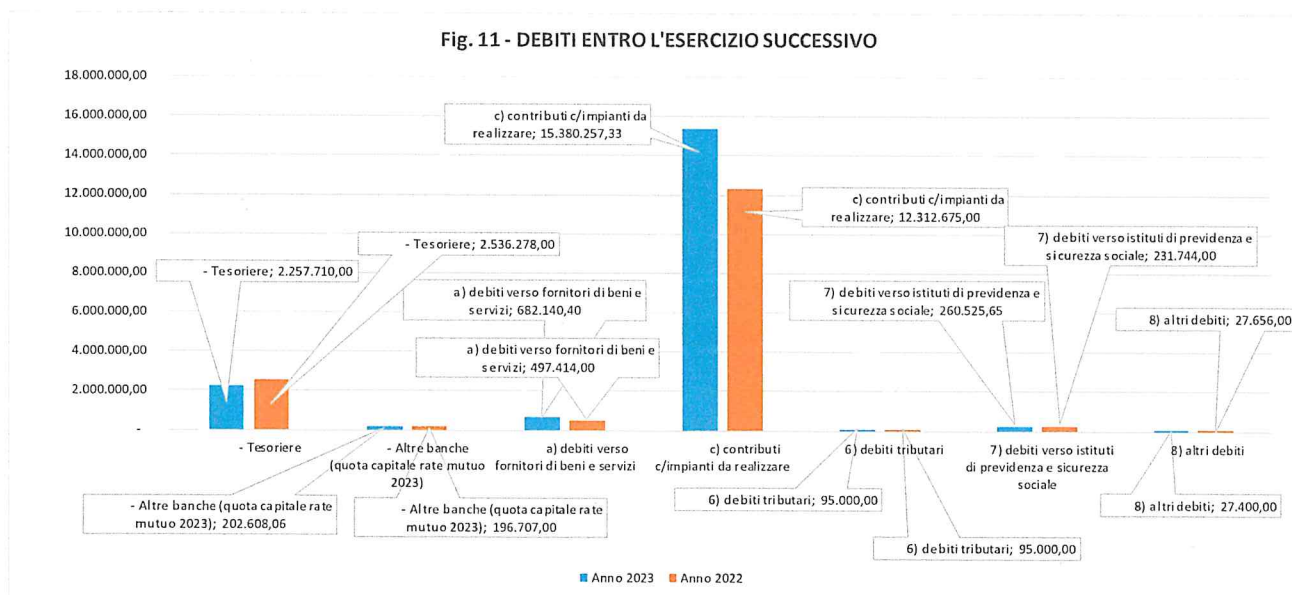 Fig. 11 - DEBITI ENTRO L'ESERCIZIO SUCCESSIVO
18.000.000,00
16.000.000,00
14.000.000,00
12.000.000,00
10.000.000,00
8.000.000,00
6.000.000,00
4.000.000,00
2.000.000,00
-
- Tesoriere; 2.257.710,00
- Tesoriere; 2.536.278,00
a) debiti verso fornitori di beni e
servizi; 682.140,40
a) debiti verso fornitori di beni e
servizi; 497.414,00
c) contributi c/impianti da
realizzare; 15.380.257,33
c) contributi c/impianti da
realizzare; 12.312.675,00
7) debiti verso istituti di previdenza e
sicurezza sociale; 260.525,65
7) debiti verso istituti di previdenza e
sicurezza sociale; 231.744,00
8) altri debiti; 27.656,00
- Tesoriere
- Altre banche
(quota capitale rate mutuo
2023)
a) debiti verso
fornitori di beni e servizi
c) contributi
c/impianti da realizzare
6) debiti tributari
7) debiti verso istituti
di previdenza e sicurezza
sociale
8) altri debiti
- Altre banche (quota capitale rate
mutuo 2023); 202.608,06
- Altre banche (quota capitale rate
mutuo 2023); 196.707,00
6) debiti tributari; 95.000,00
6) debiti tributari; 95.000,00
8) altri debiti; 27.400,00
Anno 2023
Anno 2022